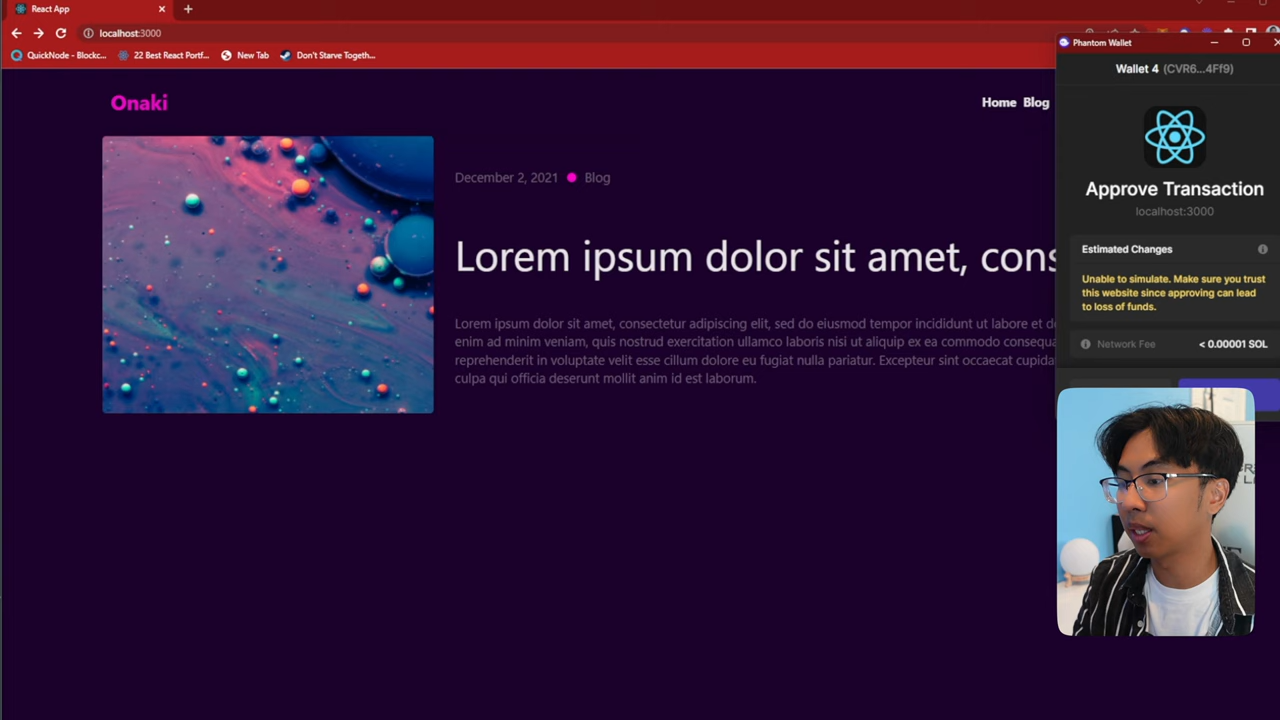 React App
localhost:3000
QuickNode - Blockc...
22 Best React Portf...
New Tab
Don't Starve Togeth...
Onaki
Home Blog
December 2, 2021
Blog
Lorem ipsum dolor sit amet, cons
Lorem ipsum dolor sit amet, consectetur adipiscing elit, sed do eiusmod tempor incididunt ut labore et do
enim ad minim veniam, quis nostrud exercitation ullamco laboris nisi ut aliquip ex ea commodo consequa
reprehenderit in voluptate velit esse cillum dolore eu fugiat nulla pariatur. Excepteur sint occaecat cupidat
culpa qui officia deserunt mollit anim id est laborum.
Phantom Wallet
Wallet 4 (CVR6...4Ff9)
Approve Transaction
localhost:3000
Estimated Changes
Unable to simulate. Make sure you trust
this website since approving can lead
to loss of funds.
Network Fee
< 0.00001 SOL